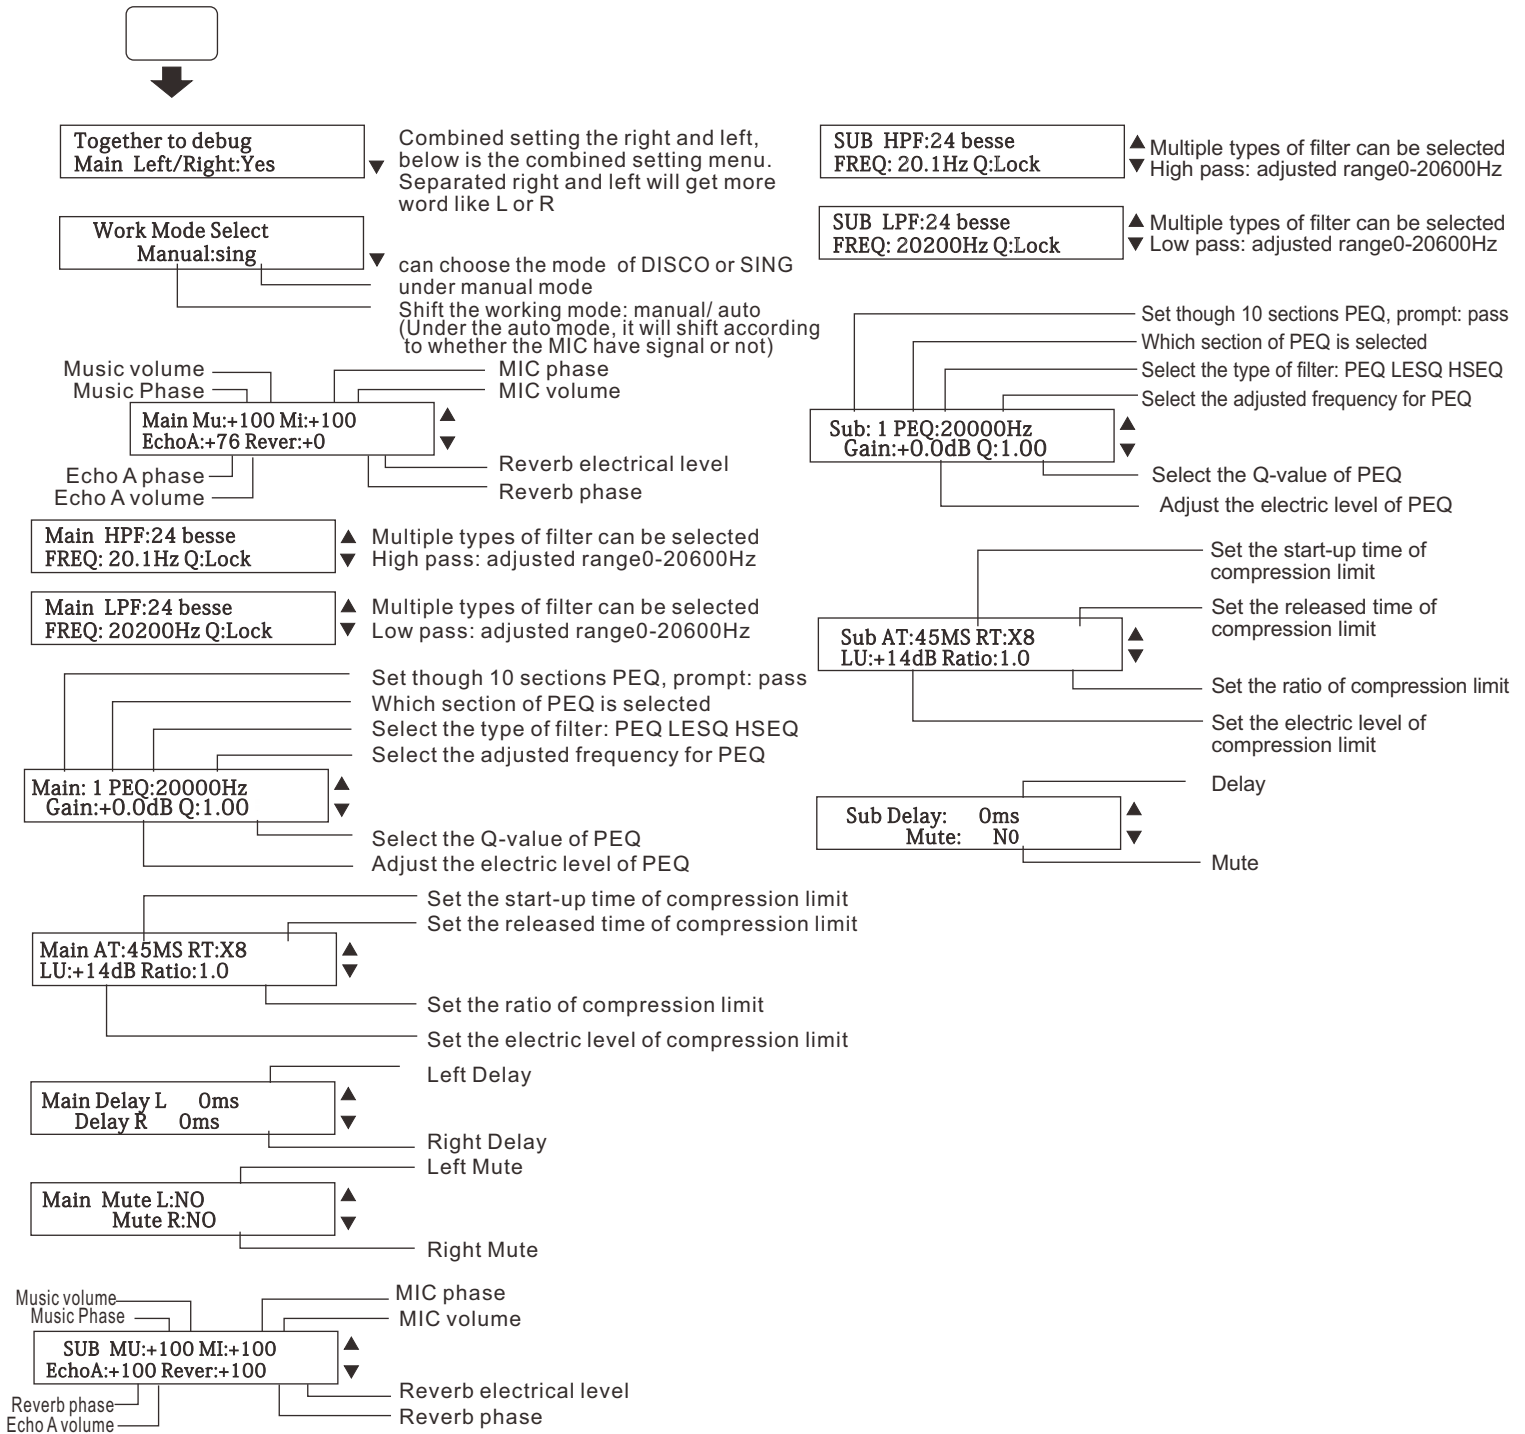 Together to debug
Main Left/Right:Yes
▼
Combined setting the right and left,
below is the combined setting menu.
Separated right and left will get more
word like L or R
Work Mode Select
Manual:sing
▼
can choose the mode of DISCO or SING
under manual mode
Shift the working mode: manual/ auto
(Under the auto mode, it will shift according
to whether the MIC have signal or not)
Music volume
Music Phase
MIC phase
MIC volume
Main Mu:+100 Mi:+100
EchoA:+76 Rever:+0
▲
▼
Echo A phase
Echo A volume
Reverb electrical level
Reverb phase
Main HPF:24 besse
FREQ: 20.1Hz Q:Lock
▲ Multiple types of filter can be selected
▼ High pass: adjusted range0-20600Hz
Main LPF:24 besse
FREQ: 20200Hz Q:Lock
▲ Multiple types of filter can be selected
▼ Low pass: adjusted range0-20600Hz
Set though 10 sections PEQ, prompt: pass
Which section of PEQ is selected
Select the type of filter: PEQ LESQ HSEQ
Select the adjusted frequency for PEQ
Main: 1 PEQ:20000Hz
Gain:+0.0dB Q:1.00
▲
▼
Select the Q-value of PEQ
Adjust the electric level of PEQ
Set the start-up time of compression limit
Set the released time of compression limit
Main AT:45MS RT:X8
LU:+14dB Ratio:1.0
▲
▼
Set the ratio of compression limit
Set the electric level of compression limit
Left Delay
Main Delay L 0ms
Delay R 0ms
▲
▼
Right Delay
Left Mute
Main Mute L:NO
Mute R:NO
▲
▼
Right Mute
Music volume
Music Phase
MIC phase
MIC volume
SUB MU:+100 MI:+100
EchoA:+100 Rever:+100
▲
▼
Reverb phase
Echo A volume
Reverb electrical level
Reverb phase
SUB HPF:24 besse
FREQ: 20.1Hz Q:Lock
▲ Multiple types of filter can be selected
▼ High pass: adjusted range0-20600Hz
SUB LPF:24 besse
FREQ: 20200Hz Q:Lock
▲ Multiple types of filter can be selected
▼ Low pass: adjusted range0-20600Hz
Set though 10 sections PEQ, prompt: pass
Which section of PEQ is selected
Select the type of filter: PEQ LESQ HSEQ
Select the adjusted frequency for PEQ
Sub: 1 PEQ:20000Hz
Gain:+0.0dB Q:1.00
▲
▼
Select the Q-value of PEQ
Adjust the electric level of PEQ
Set the start-up time of
compression limit
Set the released time of
compression limit
Sub AT:45MS RT:X8
LU:+14dB Ratio:1.0
▲
▼
Set the ratio of compression limit
Set the electric level of
compression limit
Delay
Sub Delay: 0ms
Mute: N0
▲
▼
Mute